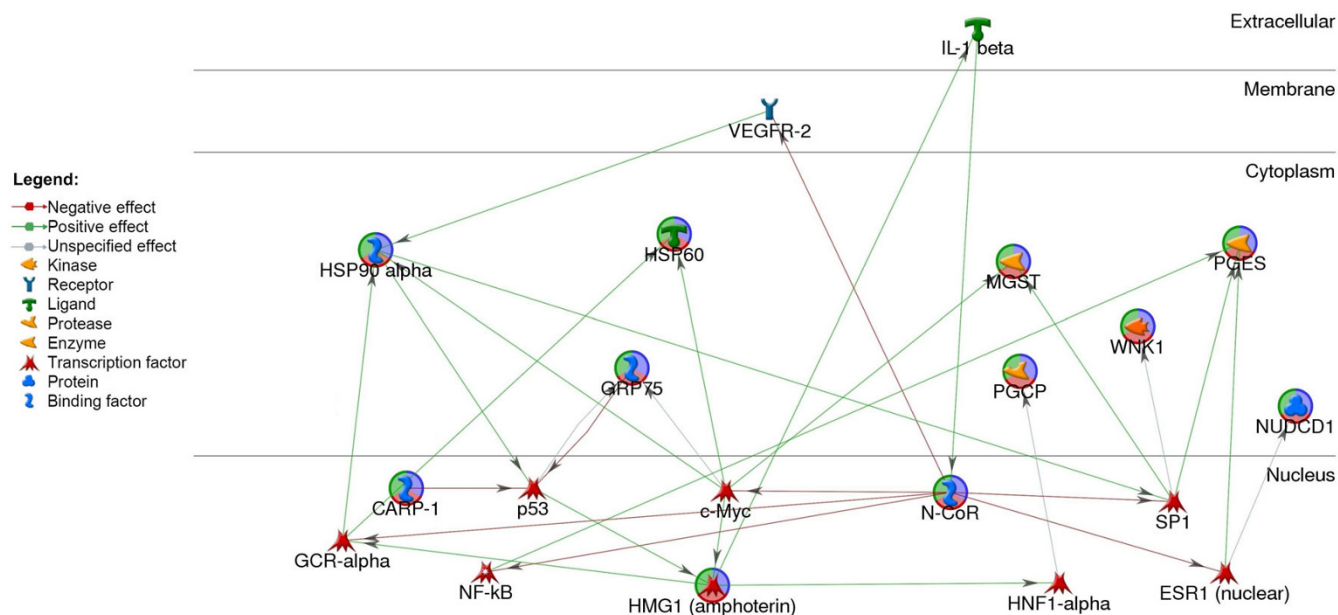 Extracellular
IL-1 beta
Membrane
VEGFR-2
Cytoplasm
Legend:
Negative effect
Positive effect
Unspecified effect
Kinase
Receptor
Ligand
Protease
Enzyme
Transcription factor
Protein
Binding factor
HSP90 alpha
HSP60
MGST
PGES
WNK1
GRP75
PGCP
NUDCD1
Nucleus
CARP-1
p53
c-Myc
N-CoR
SP1
GCR-alpha
NF-kB
HMG1 (amphoterin)
HNF1-alpha
ESR1 (nuclear)